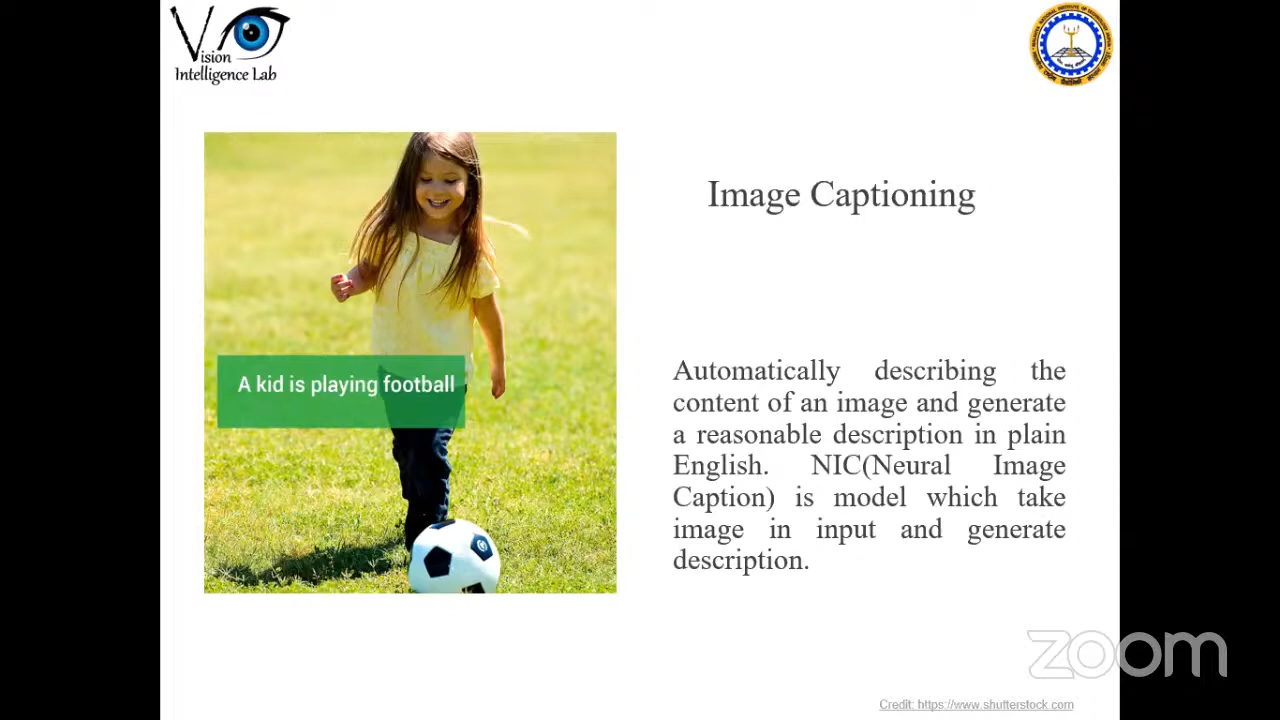 Vision
Intelligence Lab
Image Captioning
A kid is playing football
Automatically describing the
content of an image and generate
a reasonable description in plain
English. NIC(Neural Image
Caption) is model which take
image in input and generate
description.
zoom
Credit: https://www.shutterstock.com